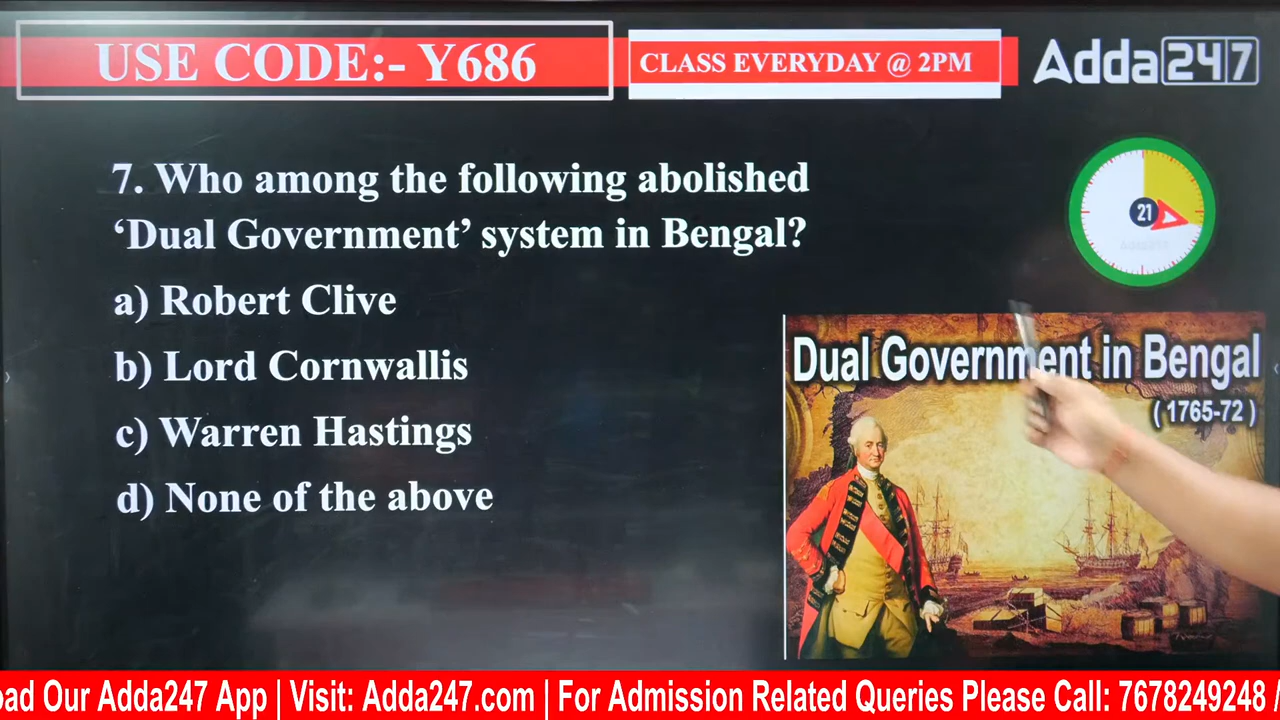 USE CODE:- Y686
CLASS EVERYDAY @ 2PM
Adda247
7. Who among the following abolished
‘Dual Government’ system in Bengal?
a) Robert Clive
b) Lord Cornwallis
c) Warren Hastings
d) None of the above
21
Dual Government in Bengal
( 1765-72 )
oad Our Adda247 App | Visit: Adda247.com | For Admission Related Queries Please Call: 7678249248